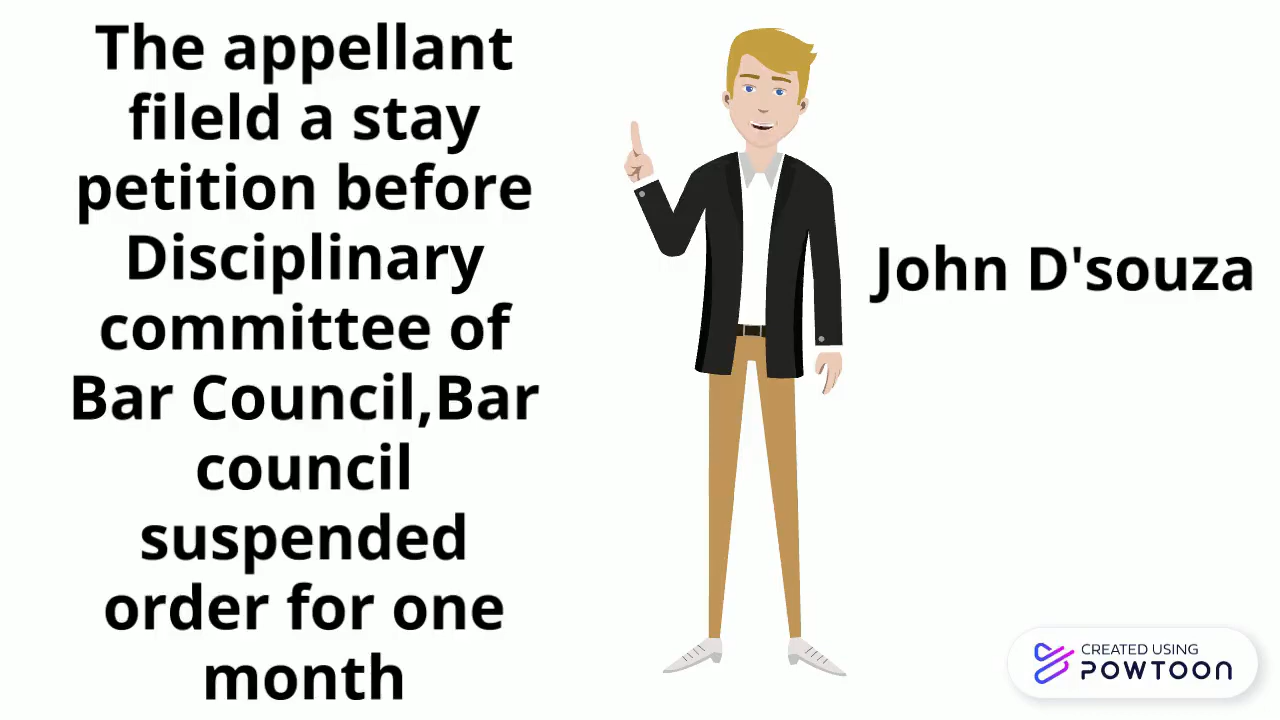 The appellant
fileld a stay
petition before
Disciplinary
committee of
Bar Council,Bar
council
suspended
order for one
month
John D'souza
CREATED USING
POWTOON